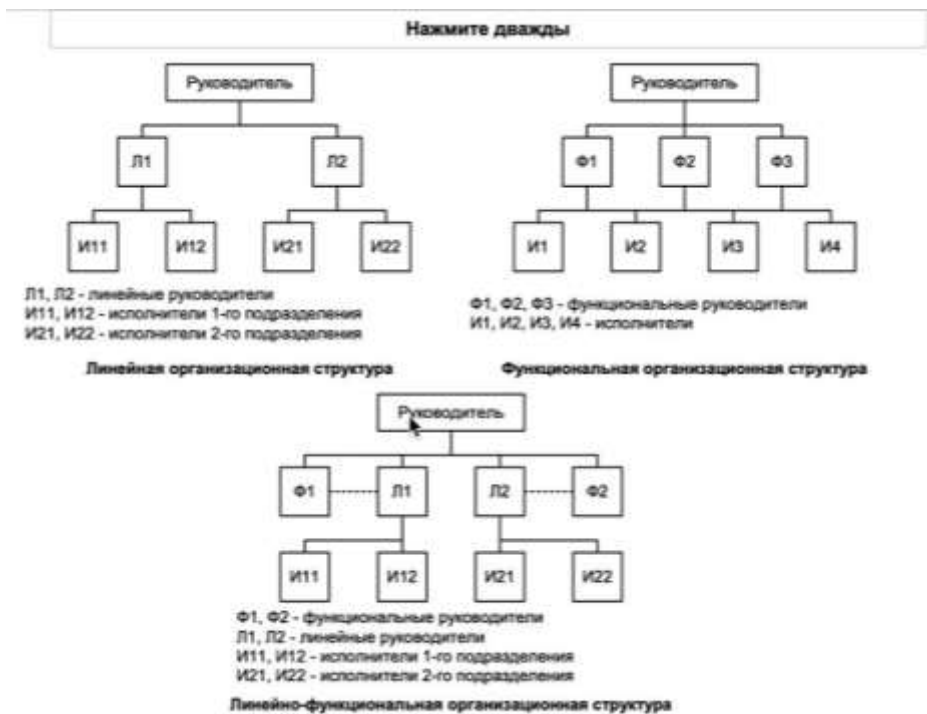 Нажмите дважды
Руководитель
Л1 Л2
И11 И12 И21 И22
Л1, Л2 - линейные руководители
И11, И12 - исполнители 1-го подразделения
И21, И22 - исполнители 2-го подразделения
Линейная организационная структура
Руководитель
Ф1 Ф2 Ф3
И1 И2 И3 И4
Ф1, Ф2, Ф3 - функциональные руководители
И1, И2, И3, И4 - исполнители
Функциональная организационная структура
Руководитель
Ф1 Л1 Л2 Ф2
И11 И12 И21 И22
Ф1, Ф2 - функциональные руководители
Л1, Л2 - линейные руководители
И11, И12 - исполнители 1-го подразделения
И21, И22 - исполнители 2-го подразделения
Линейно-функциональная организационная структура